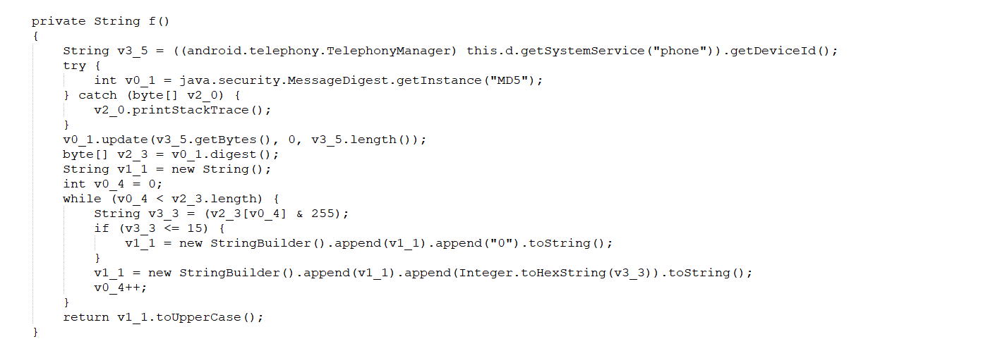 private String f()
{
    String v3_5 = ((android.telephony.TelephonyManager) this.d.getSystemService("phone")).getDeviceId();
    try {
        int v0_1 = java.security.MessageDigest.getInstance("MD5");
    } catch (byte[] v2_0) {
        v2_0.printStackTrace();
    }
    v0_1.update(v3_5.getBytes(), 0, v3_5.length());
    byte[] v2_3 = v0_1.digest();
    String v1_1 = new String();
    int v0_4 = 0;
    while (v0_4 < v2_3.length) {
        String v3_3 = (v2_3[v0_4] & 255);
        if (v3_3 <= 15) {
            v1_1 = new StringBuilder().append(v1_1).append("0").toString();
        }
        v1_1 = new StringBuilder().append(v1_1).append(Integer.toHexString(v3_3)).toString();
        v0_4++;
    }
    return v1_1.toUpperCase();
}